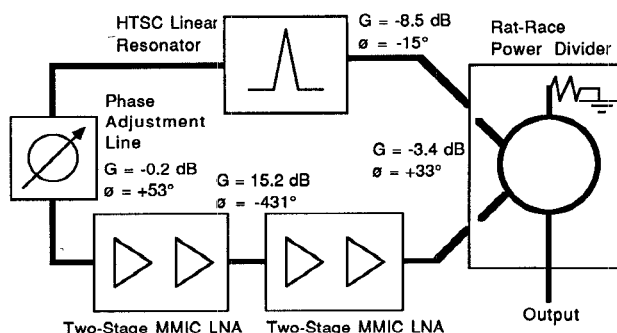 HTSC Linear
Resonator
G = -8.5 dB
ø = -15°
Rat-Race
Power Divider
Phase
Adjustment
Line
G = -0.2 dB
ø = +53°
G = 15.2 dB
ø = -431°
G = -3.4 dB
ø = +33°
Two-Stage MMIC LNA
Two-Stage MMIC LNA
Output